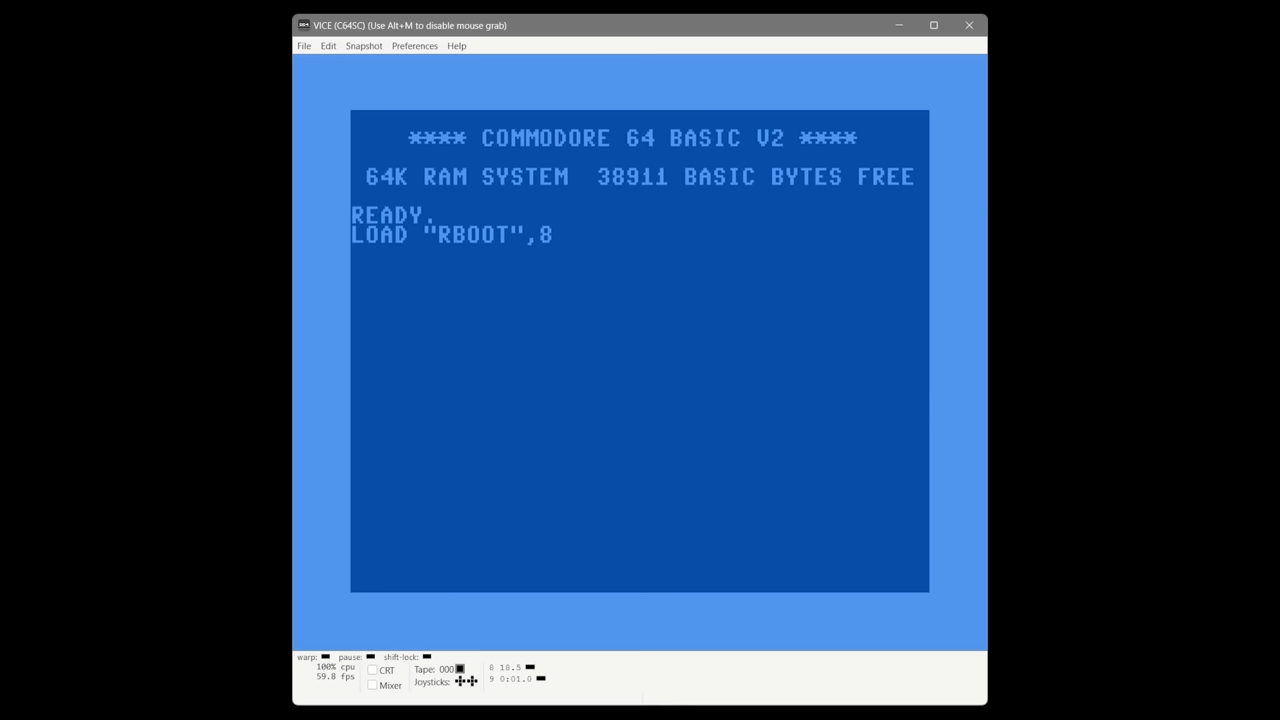 VICE (C64SC) (Use Alt+M to disable mouse grab)
File Edit Snapshot Preferences Help
**** COMMODORE 64 BASIC V2 ****
64K RAM SYSTEM  38911 BASIC BYTES FREE
READY.
LOAD "RBOOT",8
warp: pause: shift-lock:
100% cpu
59.8 fps
CRT
Mixer
Tape: 000
Joysticks:
8 18.5
9 0:01.0